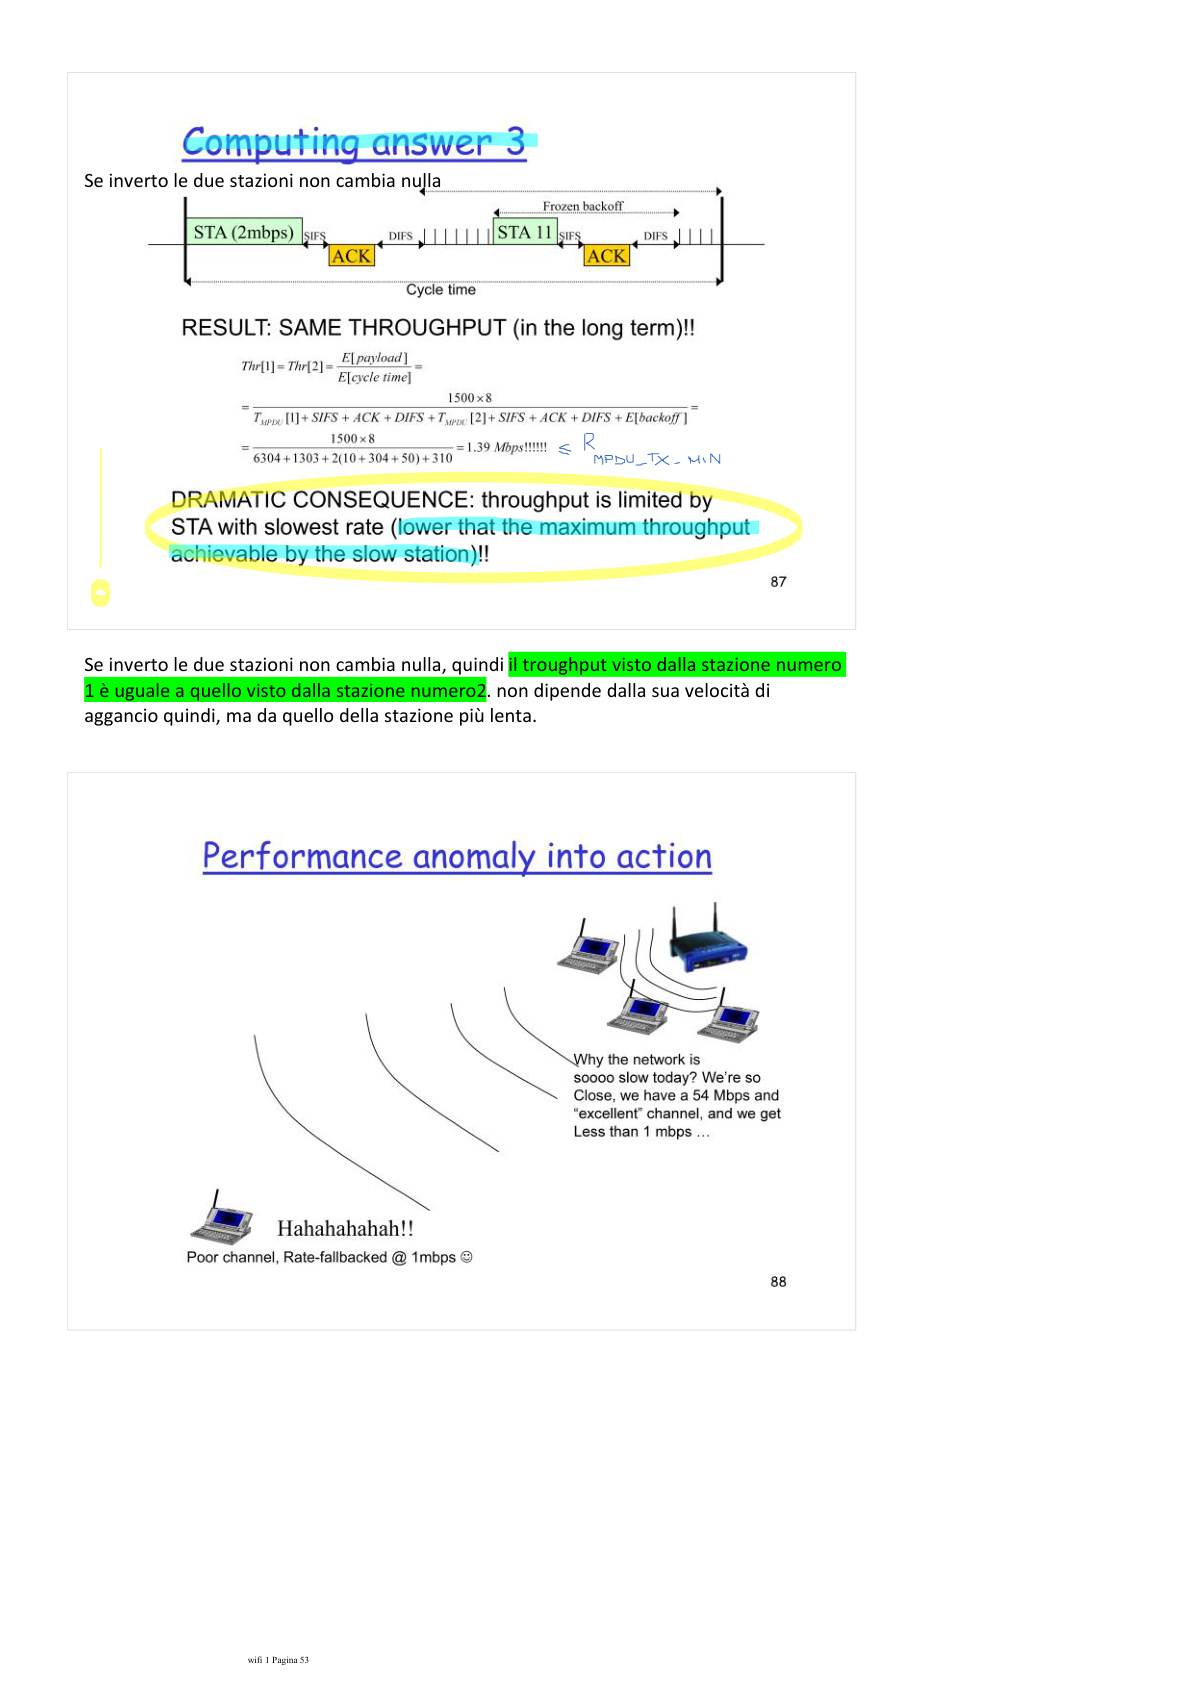 Computing answer 3
Se inverto le due stazioni non cambia nulla
Frozen backoff
STA (2mbps) SIFS ACK DIFS STA 11 SIFS ACK DIFS
Cycle time
RESULT: SAME THROUGHPUT (in the long term)!!
Thr[1] = Thr[2] = E[payload] / E[cycle time] =
= 1500×8 / T_MPDU[1] + SIFS + ACK + DIFS + T_MPDU[2] + SIFS + ACK + DIFS + E[backoff] =
= 1500×8 / 6304+1303+2(10+304+50)+310 = 1.39 Mbps!!!!!! ≤ R MPDU_TX_MIN
DRAMATIC CONSEQUENCE: throughput is limited by
STA with slowest rate (lower that the maximum throughput
achievable by the slow station)!!
87
Se inverto le due stazioni non cambia nulla, quindi il troughput visto dalla stazione numero
1 è uguale a quello visto dalla stazione numero2. non dipende dalla sua velocità di
aggancio quindi, ma da quello della stazione più lenta.
Performance anomaly into action
Why the network is
soooo slow today? We're so
Close, we have a 54 Mbps and
“excellent” channel, and we get
Less than 1 mbps …
Hahahahahah!!
Poor channel, Rate-fallbacked @ 1mbps ☺
88
wifi 1 Pagina 53